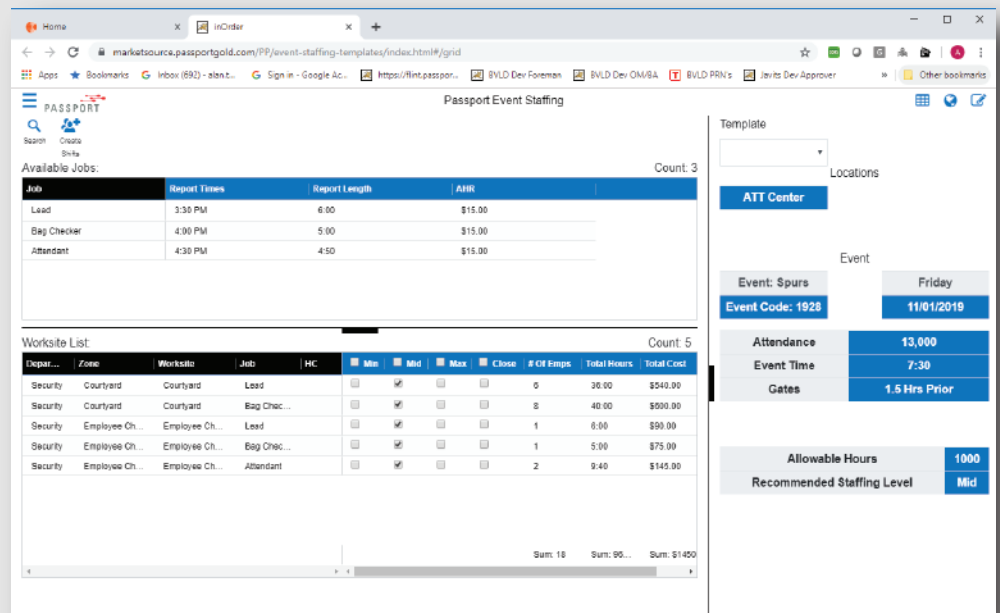 Home
inOrder
marketsource.passportgold.com/PP/event-staffing-templates/index.html#/grid
Apps Bookmarks Inbox (692) - alan.t... Sign in - Google Ac... https://flint.passpor... BVLD Dev Foreman BVLD Dev OM/BA BVLD PRN's Javits Dev Approver » Other bookmarks
PASSPORT
Passport Event Staffing
Search
Create Shifts
Available Jobs:
Count: 3
Job Report Times Report Length AHR
Lead 3:30 PM 6:00 $15.00
Bag Checker 4:00 PM 5:00 $15.00
Attendant 4:30 PM 4:50 $15.00
Worksite List:
Count: 5
Depar... Zone Worksite Job HC Min Mid Max Close # Of Emps Total Hours Total Cost
Security Courtyard Courtyard Lead 6 36:00 $540.00
Security Courtyard Courtyard Bag Chec... 8 40:00 $600.00
Security Employee Ch... Employee Ch... Lead 1 6:00 $90.00
Security Employee Ch... Employee Ch... Bag Chec... 1 5:00 $75.00
Security Employee Ch... Employee Ch... Attendant 2 9:40 $145.00
Sum: 18 Sum: 96... Sum: $1450
Template
Locations
ATT Center
Event
Event: Spurs Friday
Event Code: 1928 11/01/2019
Attendance 13,000
Event Time 7:30
Gates 1.5 Hrs Prior
Allowable Hours 1000
Recommended Staffing Level Mid